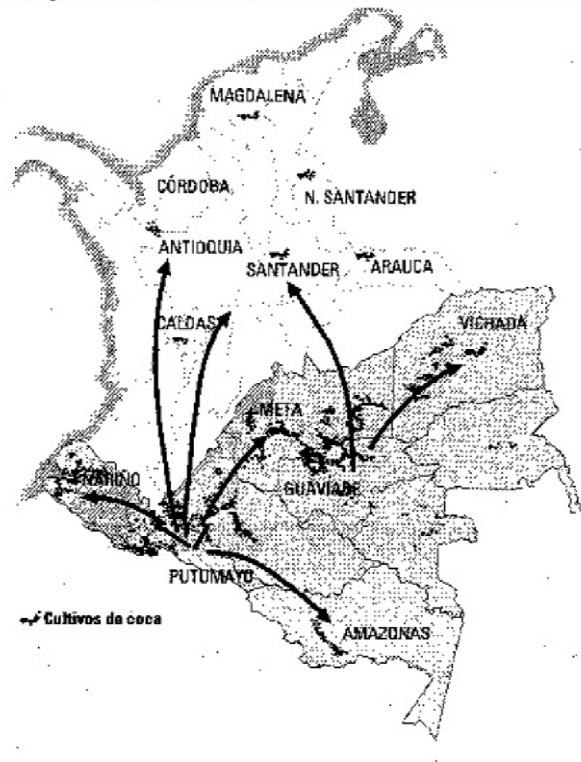 MAGDALENA
CÓRDOBA
N. SANTANDER
ANTIOQUIA
SANTANDER
ARAUCA
CALDAS
VICHADA
META
NARIÑO
GUAVIARE
PUTUMAYO
Cultivos de coca
AMAZONAS